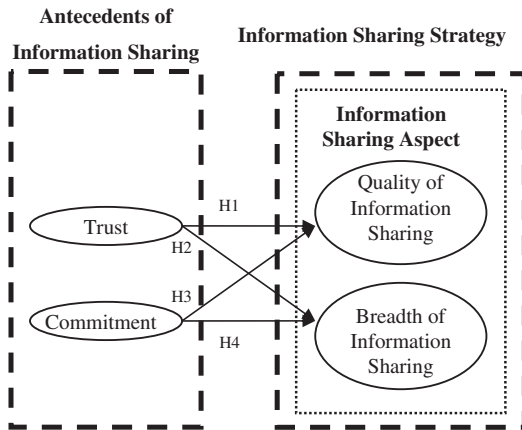 Antecedents of
Information Sharing
Information Sharing Strategy
Information
Sharing Aspect
Quality of
Information
Sharing
H1
Trust
H2
H3
Commitment
H4
Breadth of
Information
Sharing